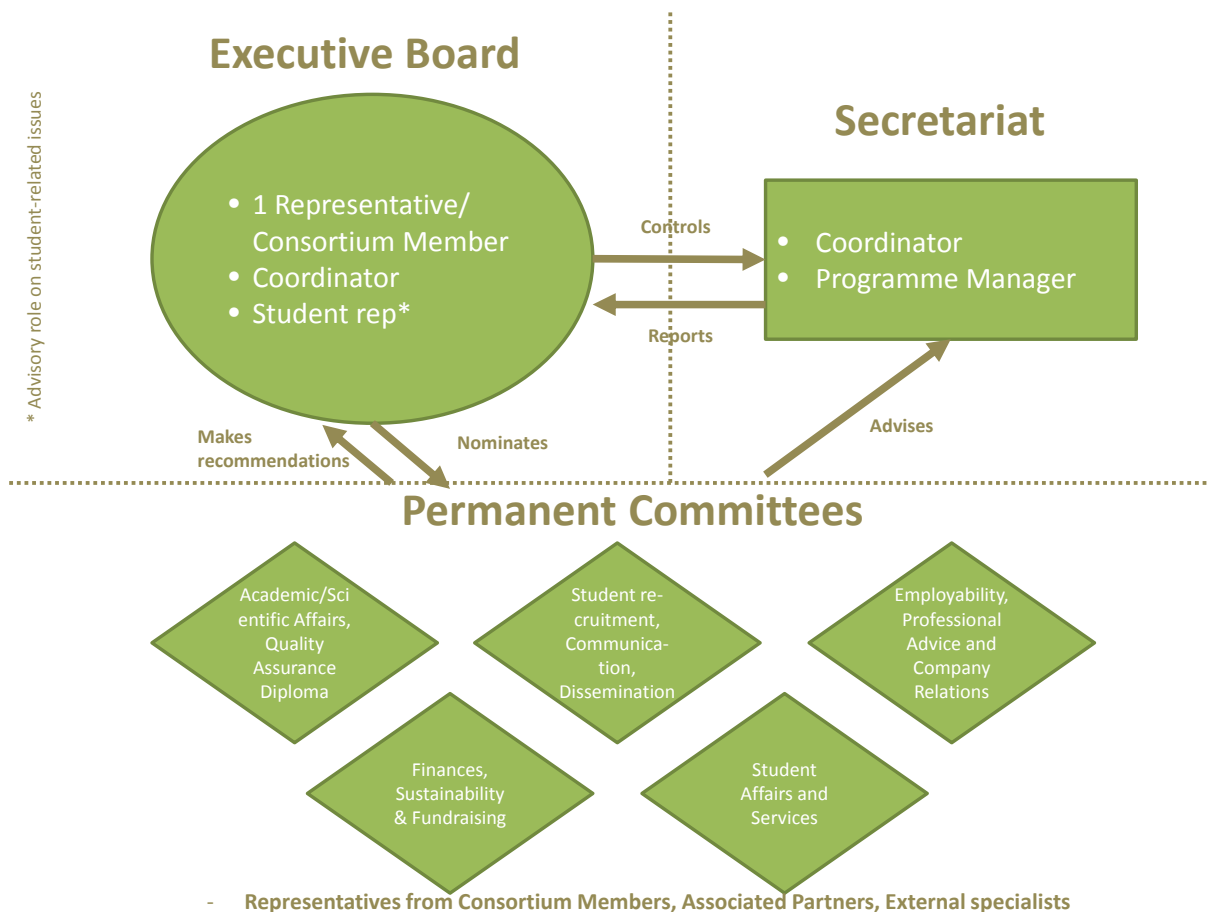 Executive Board
* Advisory role on student-related issues
• 1 Representative/
Consortium Member
• Coordinator
• Student rep*
Secretariat
• Coordinator
• Programme Manager
Controls
Reports
Makes
recommendations
Nominates
Advises
Permanent Committees
Academic/Sci
entific Affairs,
Quality
Assurance
Diploma
Student re-
cruitment,
Communica-
tion,
Dissemination
Employability,
Professional
Advice and
Company
Relations
Finances,
Sustainability
& Fundraising
Student
Affairs and
Services
- Representatives from Consortium Members, Associated Partners, External specialists